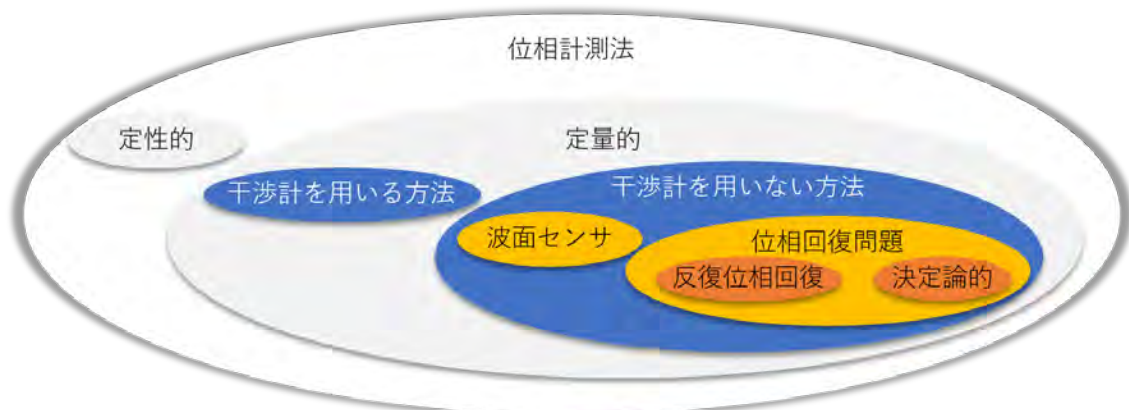 位相計測法
定性的
定量的
干渉計を用いる方法
干渉計を用いない方法
波面センサ
位相回復問題
反復位相回復
決定論的